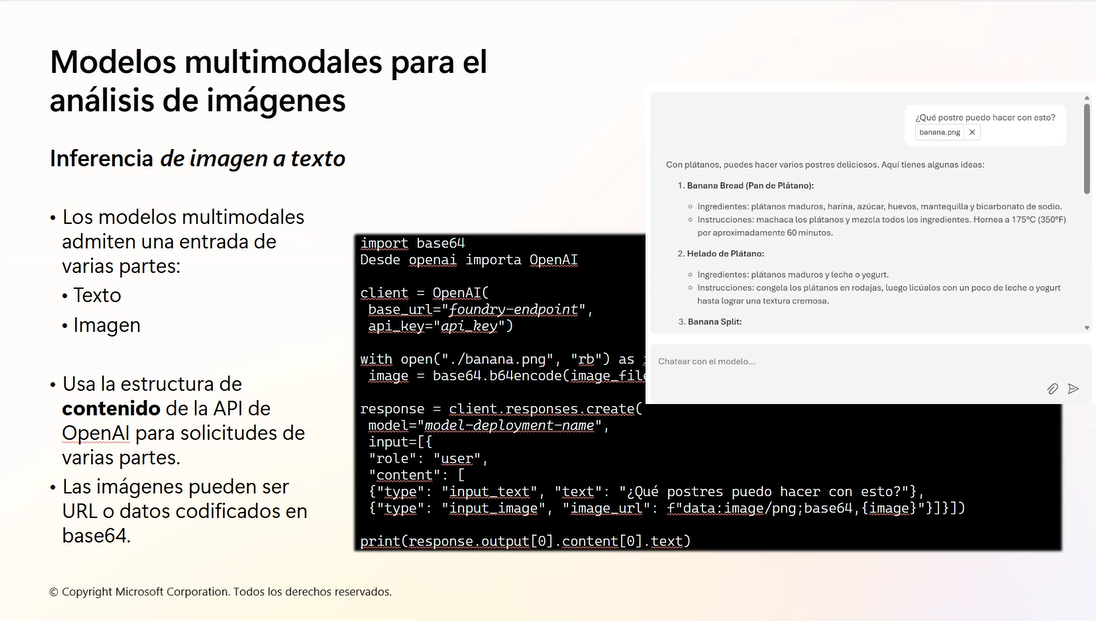 Modelos multimodales para el
análisis de imágenes
Inferencia de imagen a texto
• Los modelos multimodales
admiten una entrada de
varias partes:
• Texto
• Imagen
• Usa la estructura de
contenido de la API de
OpenAI para solicitudes de
varias partes.
• Las imágenes pueden ser
URL o datos codificados en
base64.
import base64
Desde openai importa OpenAI
client = OpenAI(
base_url="foundry-endpoint",
api_key="api_key")
with open("./banana.png", "rb") as
image = base64.b64encode(image_file
response = client.responses.create(
model="model-deployment-name",
input=[{
"role": "user",
"content": [
{"type": "input_text", "text": "¿Qué postres puedo hacer con esto?"},
{"type": "input_image", "image_url": f"data:image/png;base64,{image}"}]}])
print(response.output[0].content[0].text)
¿Qué postre puedo hacer con esto?
banana.png
Con plátanos, puedes hacer varios postres deliciosos. Aquí tienes algunas ideas:
1. Banana Bread (Pan de Plátano):
Ingredientes: plátanos maduros, harina, azúcar, huevos, mantequilla y bicarbonato de sodio.
Instrucciones: machaca los plátanos y mezcla todos los ingredientes. Hornea a 175°C (350°F)
por aproximadamente 60 minutos.
2. Helado de Plátano:
Ingredientes: plátanos maduros y leche o yogurt.
Instrucciones: congela los plátanos en rodajas, luego licúalos con un poco de leche o yogurt
hasta lograr una textura cremosa.
3. Banana Split:
Chatear con el modelo...
© Copyright Microsoft Corporation. Todos los derechos reservados.